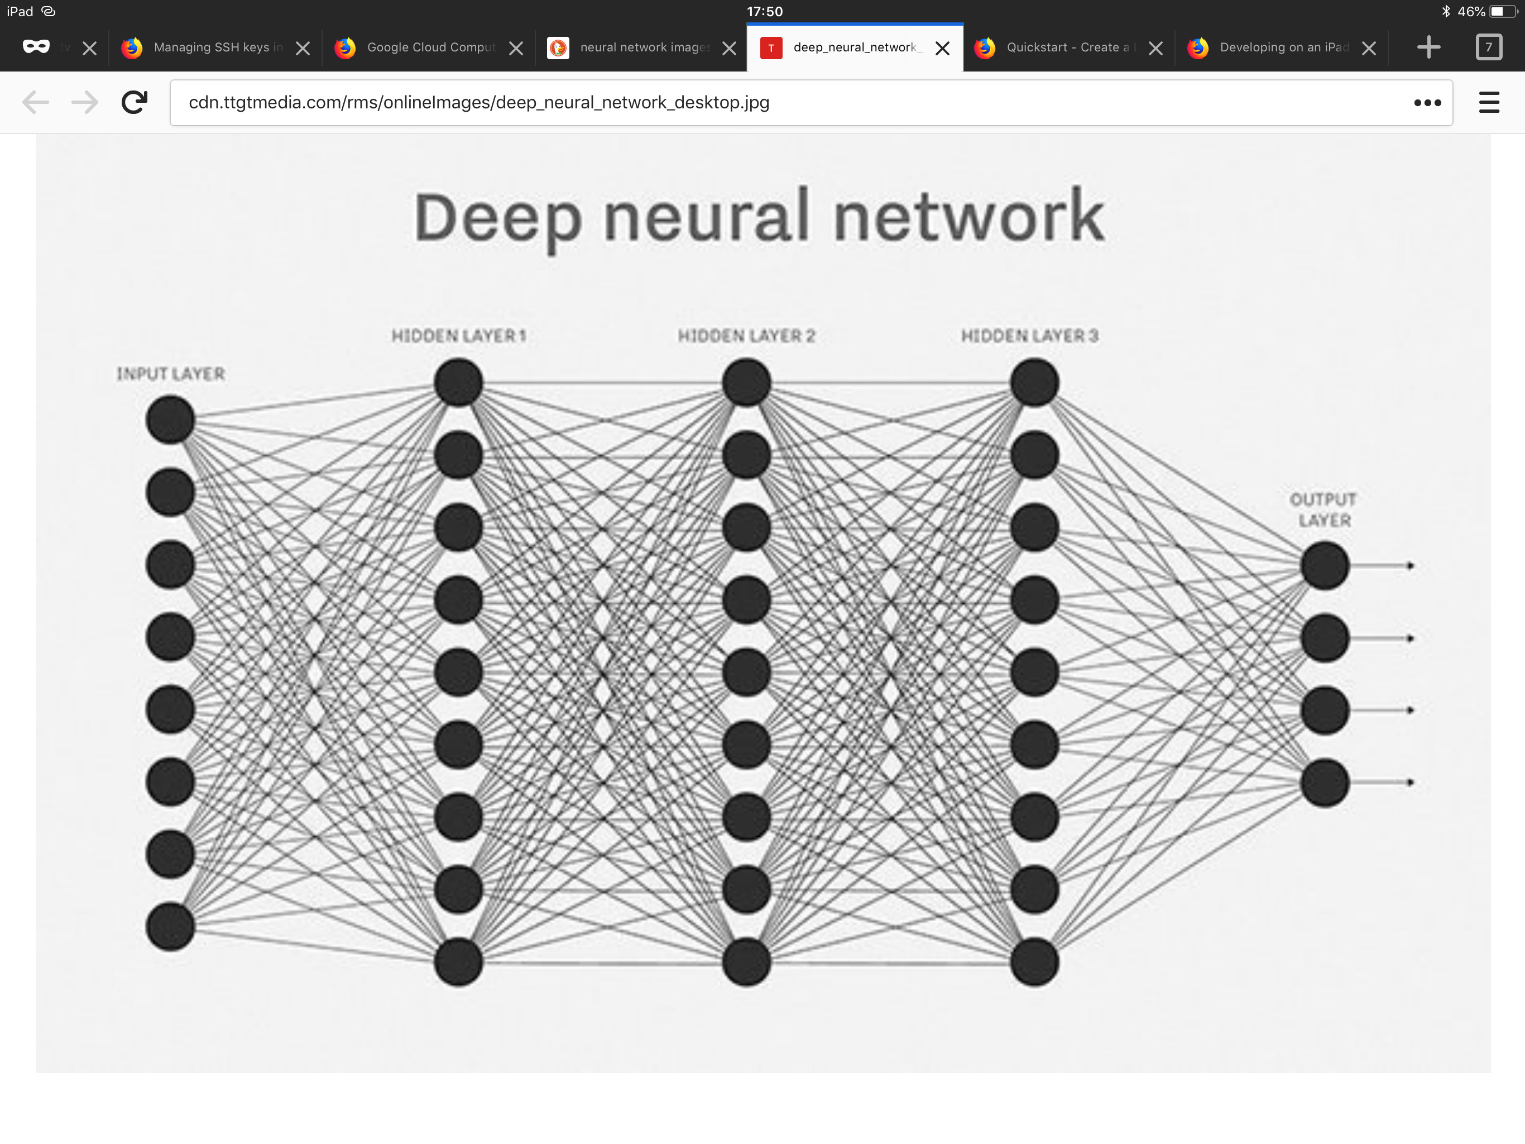 iPad
17:50
46%
Managing SSH keys in
Google Cloud Comput
neural network image
T
deep_neural_network_
Quickstart - Create a
Developing on an iPad
7
cdn.ttgtmedia.com/rms/onlineImages/deep_neural_network_desktop.jpg
Deep neural network
INPUT LAYER
HIDDEN LAYER 1
HIDDEN LAYER 2
HIDDEN LAYER 3
OUTPUT
LAYER